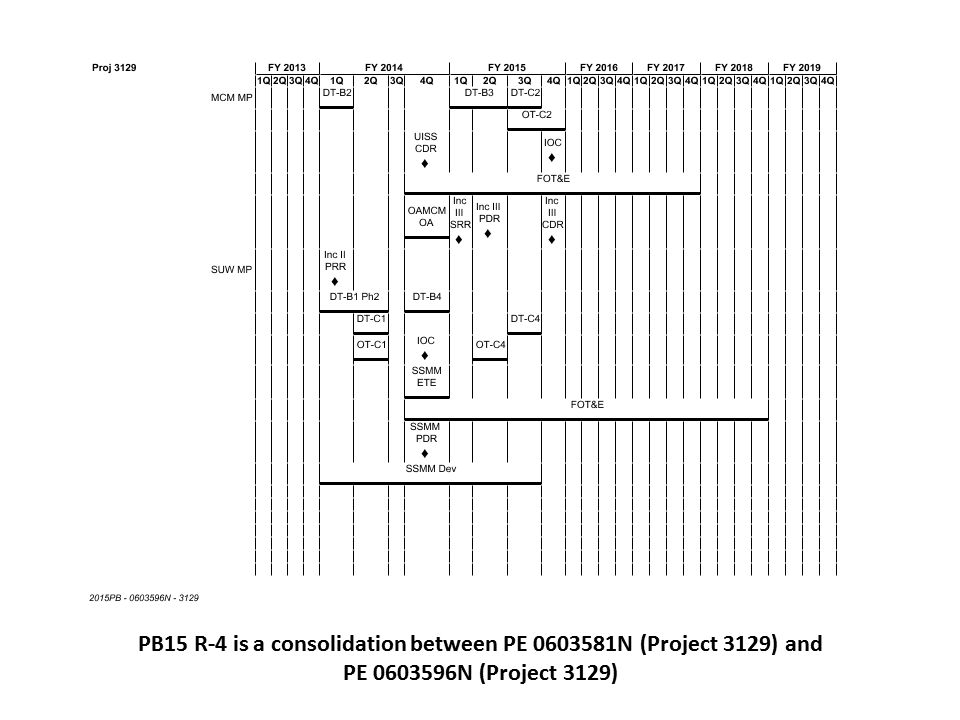 Proj 3129 FY 2013 FY 2014 FY 2015 FY 2016 FY 2017 FY 2018 FY 2019
1Q 2Q 3Q 4Q 1Q 2Q 3Q 4Q 1Q 2Q 3Q 4Q 1Q 2Q 3Q 4Q 1Q 2Q 3Q 4Q 1Q 2Q 3Q 4Q 1Q 2Q 3Q 4Q
MCM MP DT-B2 DT-B3 DT-C2
OT-C2
UISS
CDR
IOC
FOT&E
OAMCM
OA
Inc
III
SRR
Inc III
PDR
Inc
III
CDR
SUW MP
Inc II
PRR
DT-B1 Ph2 DT-B4
DT-C1 DT-C4
OT-C1 IOC OT-C4
SSMM
ETE
FOT&E
SSMM
PDR
SSMM Dev
2015PB - 0603596N - 3129
PB15 R-4 is a consolidation between PE 0603581N (Project 3129) and
PE 0603596N (Project 3129)